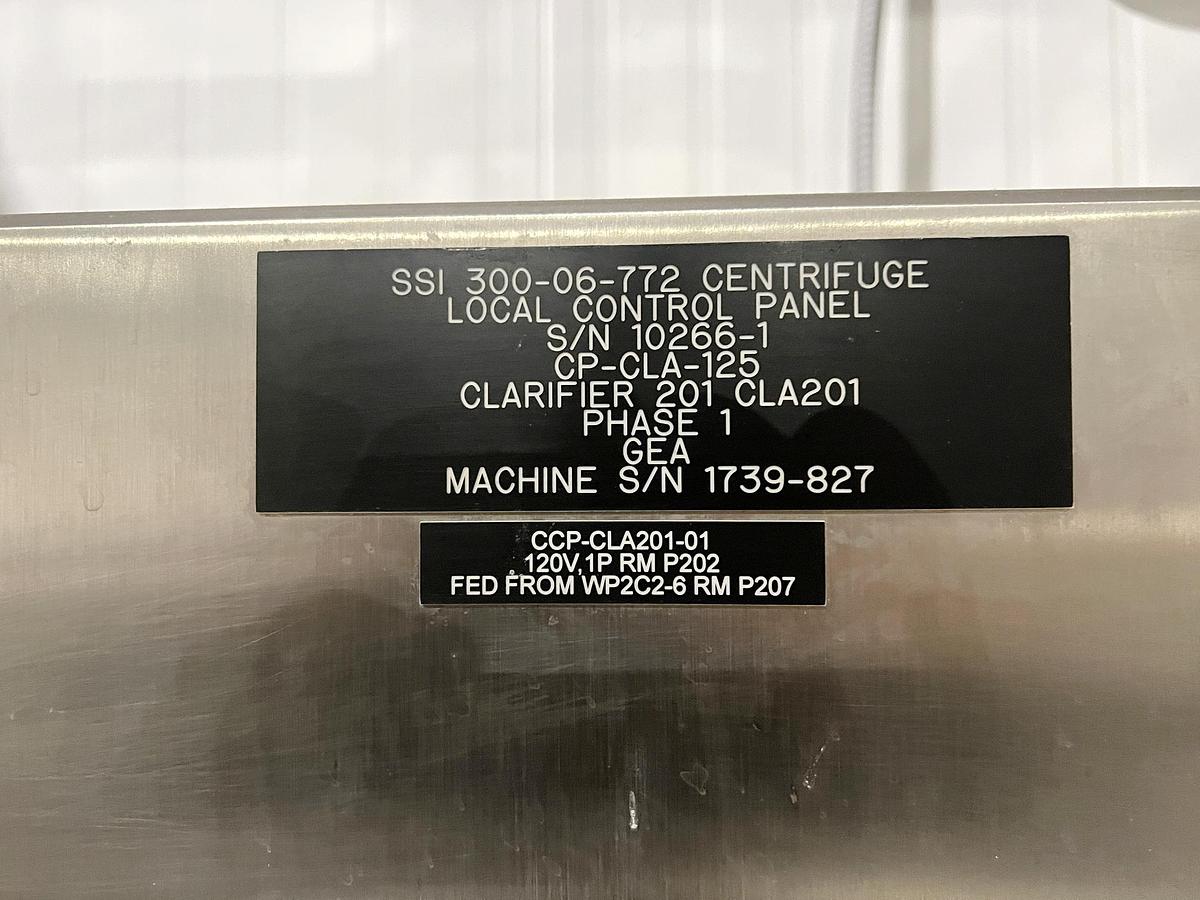 SSI 300-06-772 CENTRIFUGE
LOCAL CONTROL PANEL
S/N 10266-1
CP-CLA-125
CLARIFIER 201 CLA201
PHASE 1
GEA
MACHINE S/N 1739-827
CCP-CLA201-01
120V,1P RM P202
FED FROM WP2C2-6 RM P207